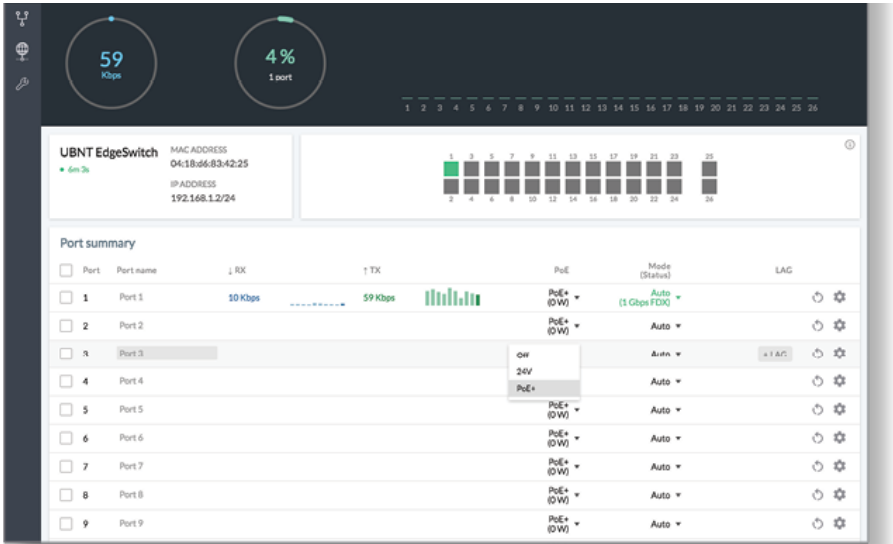 59
Kbps
4%
1 port
1 2 3 4 5 6 7 8 9 10 11 12 13 14 15 16 17 18 19 20 21 22 23 24 25 26
UBNT EdgeSwitch
6m 3s
MAC ADDRESS
04:18:d6:83:42:25
IP ADDRESS
192.168.1.2/24
1 3 5 7 9 11 13 15 17 19 21 23 25
2 4 6 8 10 12 14 16 18 20 22 24 26
Port summary
Port Port name ↓ RX ↑ TX PoE Mode (Status) LAG
1 Port 1 10 Kbps 59 Kbps PoE+ (0 W) Auto (1 Gbps FDX)
2 Port 2 PoE+ (0 W) Auto
3 Port 3 Auto + LAG
Off
24V
PoE+
4 Port 4 Auto
5 Port 5 PoE+ (0 W) Auto
6 Port 6 PoE+ (0 W) Auto
7 Port 7 PoE+ (0 W) Auto
8 Port 8 PoE+ (0 W) Auto
9 Port 9 PoE+ (0 W) Auto